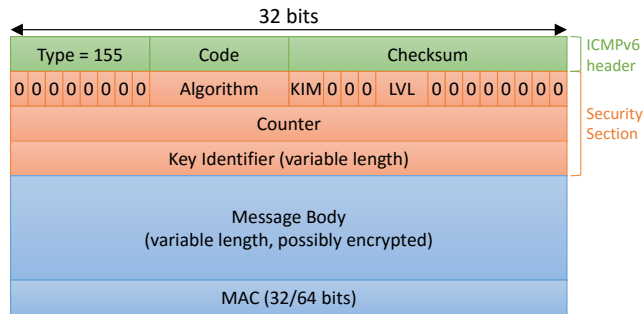 32 bits
Type = 155 Code Checksum
ICMPv6
header
0 0 0 0 0 0 0 0 Algorithm KIM 0 0 0 LVL 0 0 0 0 0 0 0 0
Counter
Security
Section
Key Identifier (variable length)
Message Body
(variable length, possibly encrypted)
MAC (32/64 bits)